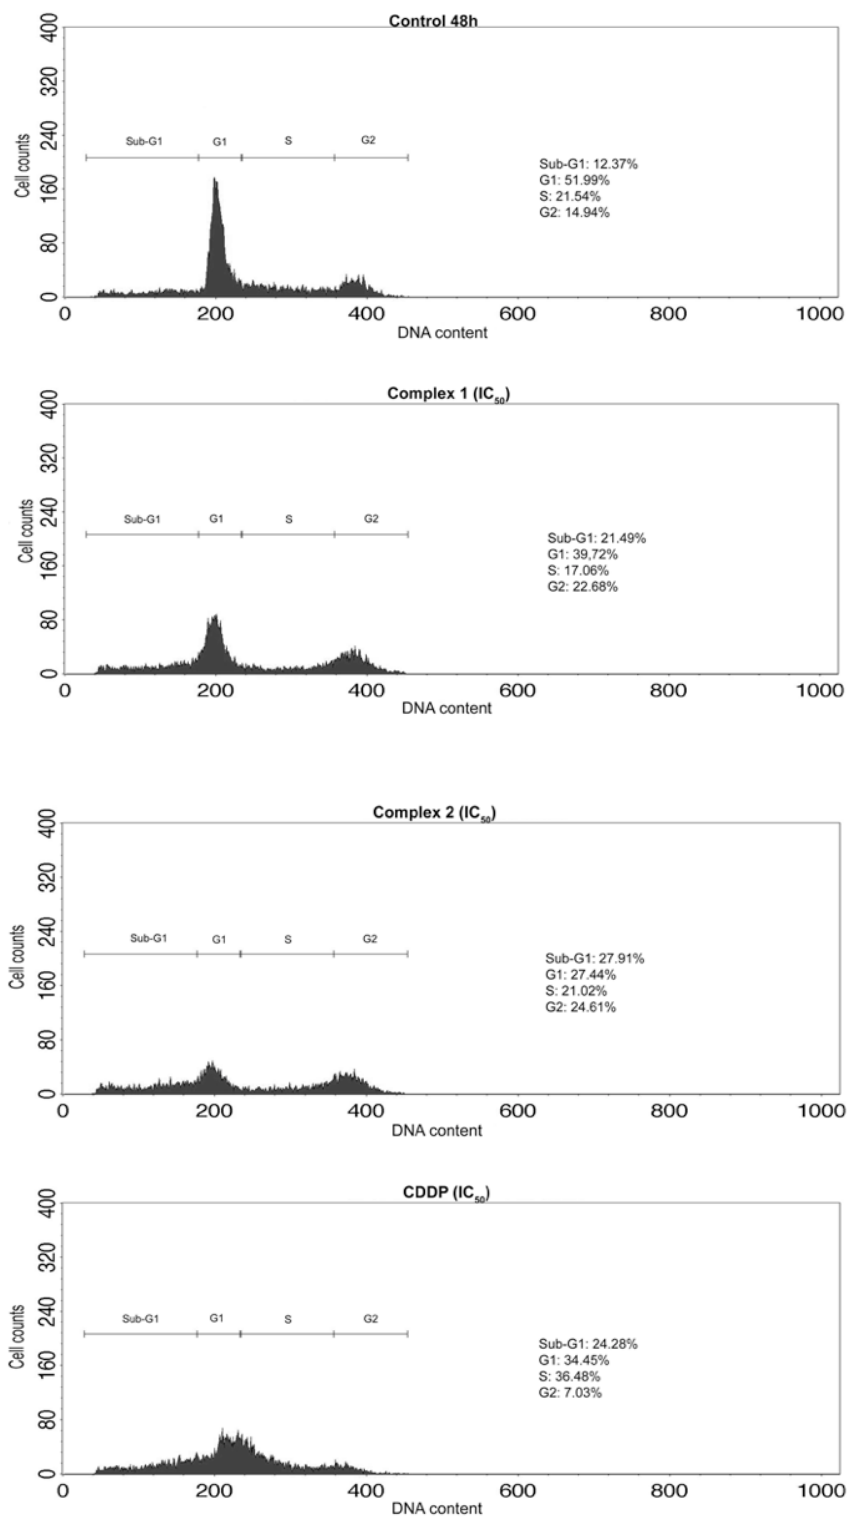 Control 48h
400
320
240
160
80
0
Cell counts
Sub-G1 G1 S G2
Sub-G1: 12.37%
G1: 51.99%
S: 21.54%
G2: 14.94%
0 200 400 600 800 1000
DNA content
Complex 1 (IC50)
400
320
240
160
80
0
Cell counts
Sub-G1 G1 S G2
Sub-G1: 21.49%
G1: 39,72%
S: 17.06%
G2: 22.68%
0 200 400 600 800 1000
DNA content
Complex 2 (IC50)
400
320
240
160
80
0
Cell counts
Sub-G1 G1 S G2
Sub-G1: 27.91%
G1: 27.44%
S: 21.02%
G2: 24.61%
0 200 400 600 800 1000
DNA content
CDDP (IC50)
400
320
240
160
80
0
Cell counts
Sub-G1 G1 S G2
Sub-G1: 24.28%
G1: 34.45%
S: 36.48%
G2: 7.03%
0 200 400 600 800 1000
DNA content